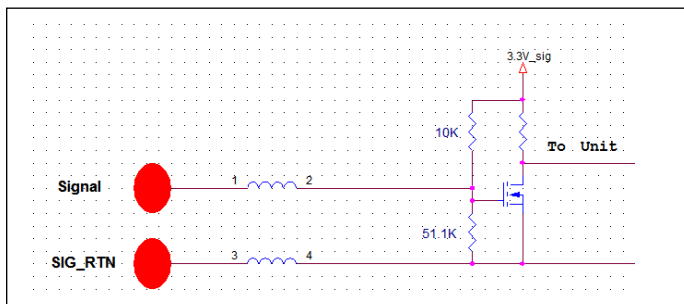 3.3V_sig
10K
To Unit
Signal
1 2
51.1K
SIG_RTN
3 4